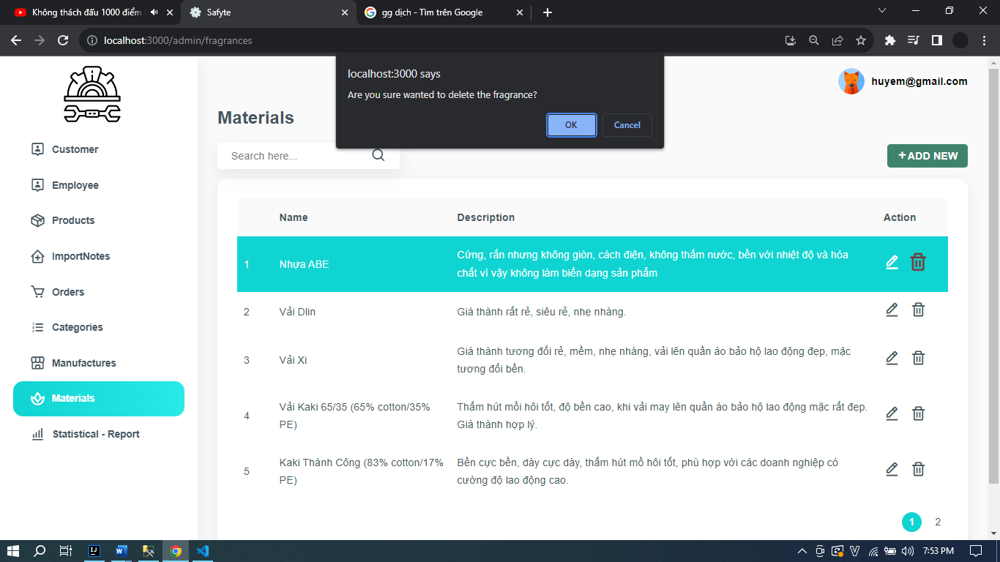 Không thách đấu 1000 điểm
Safyte
gg dịch - Tìm trên Google
localhost:3000/admin/fragrances
localhost:3000 says
Are you sure wanted to delete the fragrance?
OK
Cancel
huyem@gmail.com
Materials
Search here...
+ADD NEW
Customer
Employee
Products
ImportNotes
Orders
Categories
Manufactures
Materials
Statistical - Report
Name Description Action
1 Nhựa ABE Cứng, rắn nhưng không giòn, cách điện, không thấm nước, bền với nhiệt độ và hóa
chất vì vậy không làm biến dạng sản phẩm
2 Vải Dlin Giá thành rất rẻ, siêu rẻ, nhẹ nhàng.
3 Vải Xi Giá thành tương đối rẻ, mềm, nhẹ nhàng, vải lên quần áo bảo hộ lao động đẹp, mặc
tương đối bền.
4 Vải Kaki 65/35 (65% cotton/35%
PE)
Thấm hút mồi hôi tốt, độ bền cao, khi vải may lên quần áo bảo hộ lao động mặc rất đẹp.
Giá thành hợp lý.
5 Kaki Thành Công (83% cotton/17%
PE)
Bền cực bền, dày cực dày, thấm hút mồ hôi tốt, phù hợp với các doanh nghiệp có
cường độ lao động cao.
1 2
7:53 PM